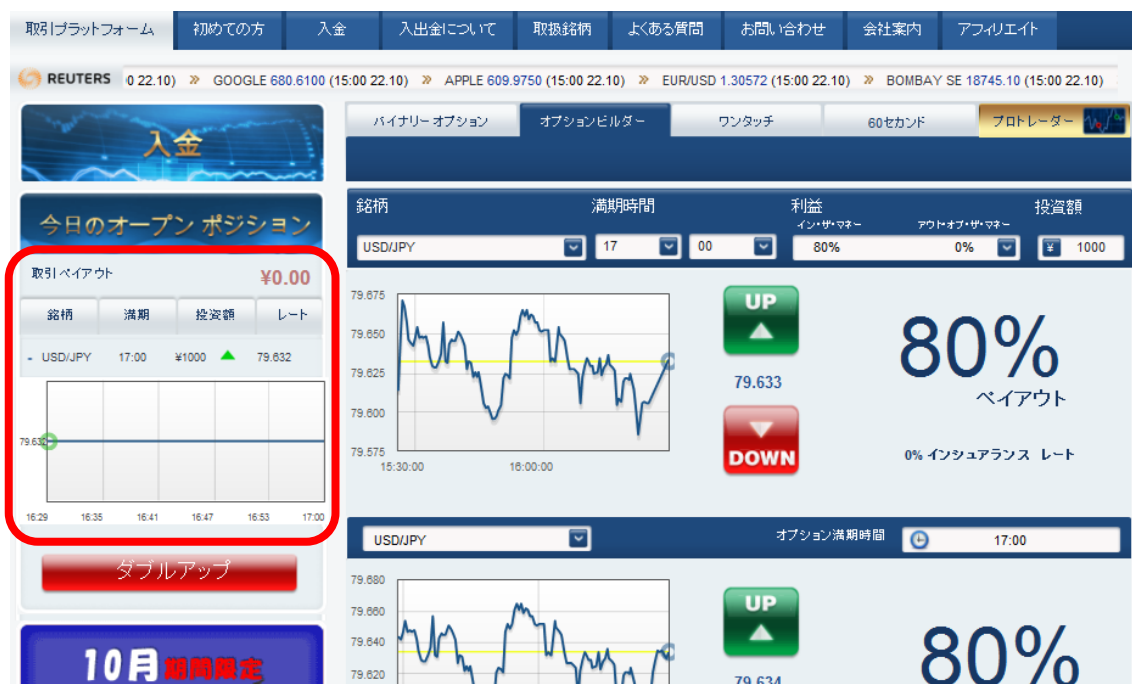 取引プラットフォーム 初めての方 入金 入出金について 取扱銘柄 よくある質問 お問い合わせ 会社案内 アフィリエイト
REUTERS 0 22.10) » GOOGLE 680.6100 (15:00 22.10) » APPLE 609.9750 (15:00 22.10) » EUR/USD 1.30572 (15:00 22.10) » BOMBAY SE 18745.10 (15:00 22.10)
入金
今日のオープン ポジション
取引ペイアウト ¥0.00
銘柄 満期 投資額 レート
- USD/JPY 17:00 ¥1000 79.632
79.632
16:29 16:35 16:41 16:47 16:53 17:00
ダブルアップ
10月 期間限定
バイナリーオプション オプションビルダー ワンタッチ 60セカンド プロトレーダー
銘柄 満期時間 利益 投資額
イン・ザ・マネー アウトオブ・ザ・マネー
USD/JPY 17 00 80% 0% ¥ 1000
79.675
79.650
79.625
79.600
79.575
15:30:00 16:00:00
UP
79.633
DOWN
80%
ペイアウト
0% インシュアランス レート
USD/JPY オプション満期時間 17:00
79.680
79.660
79.640
79.620
UP
79.634
80%